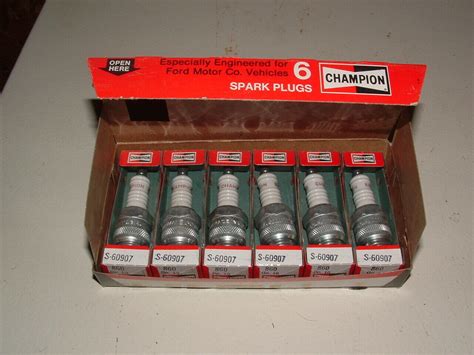 OPEN
HERE
Especially Engineered for
Ford Motor Co. Vehicles
6
SPARK PLUGS
CHAMPION
CHAMPION CHAMPION CHAMPION CHAMPION CHAMPION CHAMPION
S-60907 S-60907 S-60907 S-60907 S-60907 S-60907
860 860 860 860 860 860